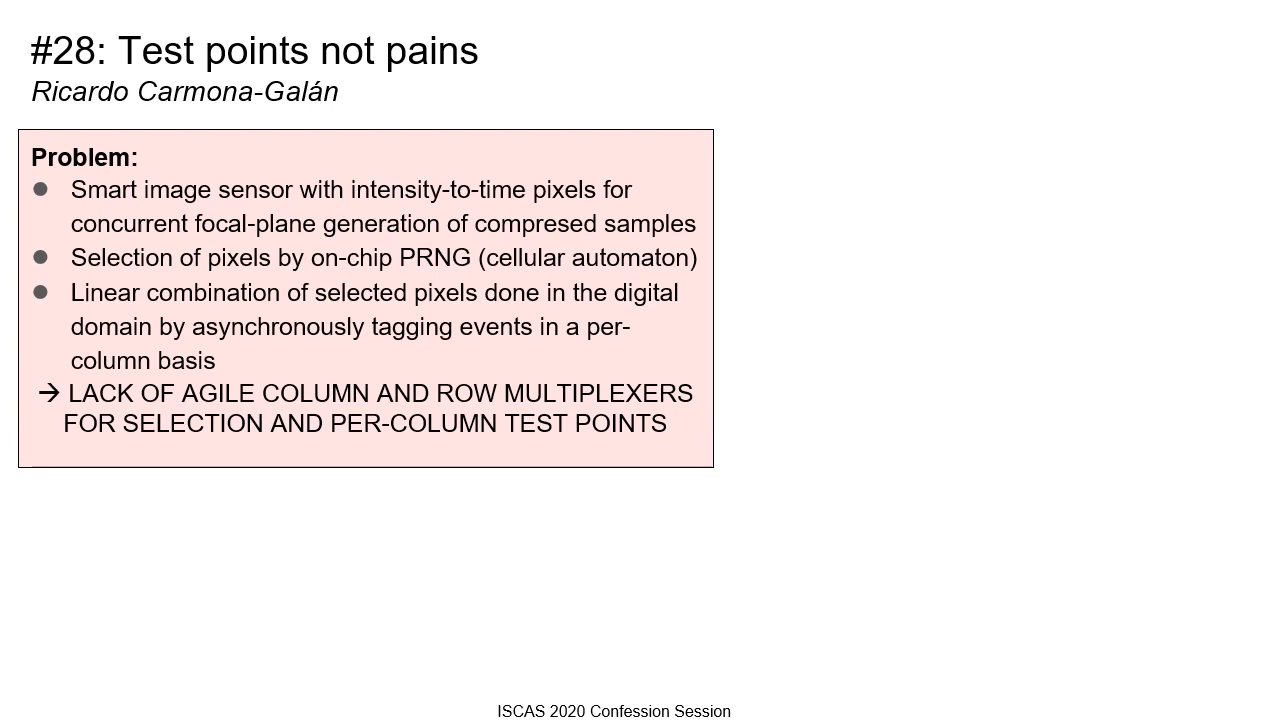 #28: Test points not pains
Ricardo Carmona-Galán
Problem:
● Smart image sensor with intensity-to-time pixels for
concurrent focal-plane generation of compresed samples
● Selection of pixels by on-chip PRNG (cellular automaton)
● Linear combination of selected pixels done in the digital
domain by asynchronously tagging events in a per-
column basis
→ LACK OF AGILE COLUMN AND ROW MULTIPLEXERS
FOR SELECTION AND PER-COLUMN TEST POINTS
ISCAS 2020 Confession Session